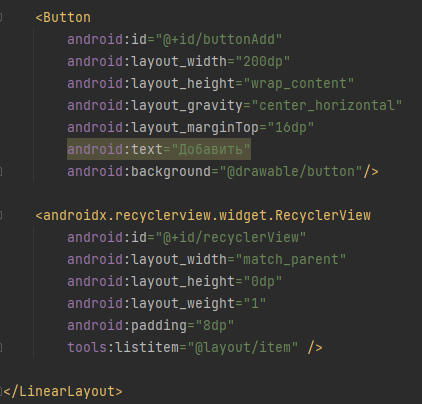 <Button
android:id="@+id/buttonAdd"
android:layout_width="200dp"
android:layout_height="wrap_content"
android:layout_gravity="center_horizontal"
android:layout_marginTop="16dp"
android:text="Добавить"
android:background="@drawable/button"/>
<androidx.recyclerview.widget.RecyclerView
android:id="@+id/recyclerView"
android:layout_width="match_parent"
android:layout_height="0dp"
android:layout_weight="1"
android:padding="8dp"
tools:listitem="@layout/item" />
</LinearLayout>